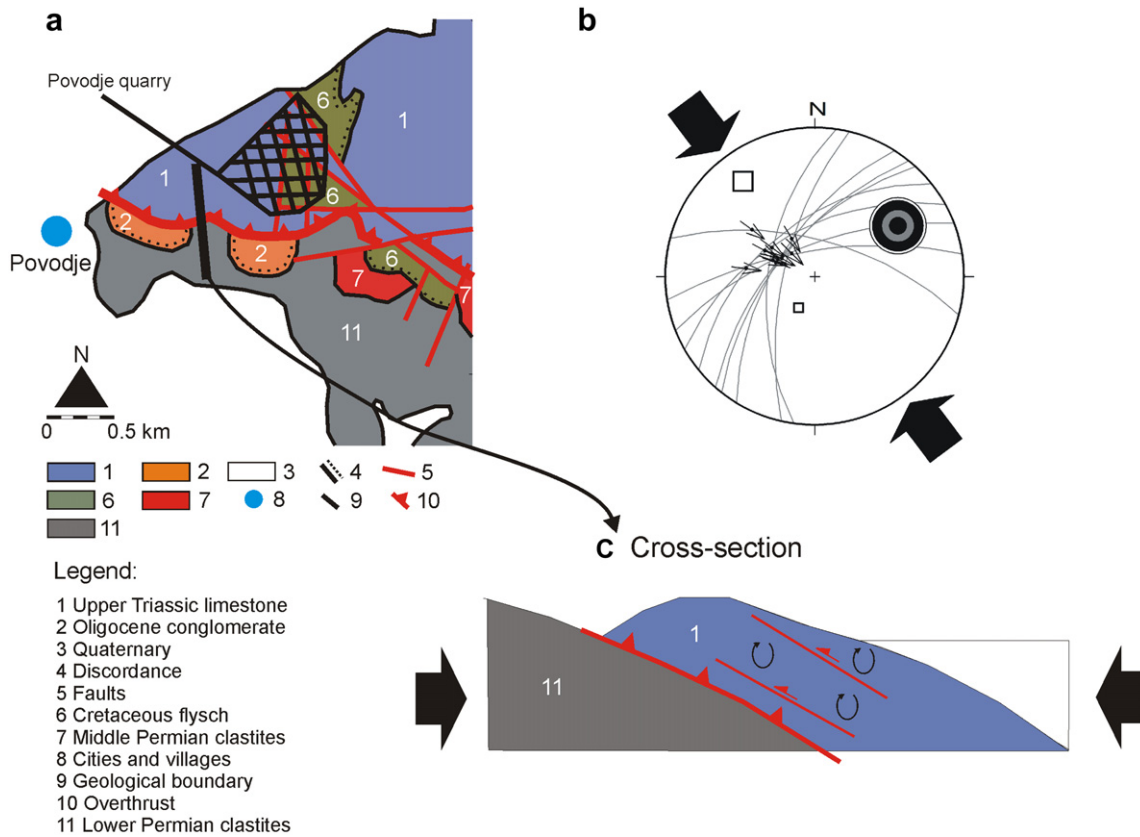 a
Povodje quarry
6
1
1
6
2
2
6
7
7
Povodje
11
N
0 0.5 km
1 2 3 4 5
6 7 8 9 10
11
Legend:
1 Upper Triassic limestone
2 Oligocene conglomerate
3 Quaternary
4 Discordance
5 Faults
6 Cretaceous flysch
7 Middle Permian clastites
8 Cities and villages
9 Geological boundary
10 Overthrust
11 Lower Permian clastites
b
N
c Cross-section
1
11